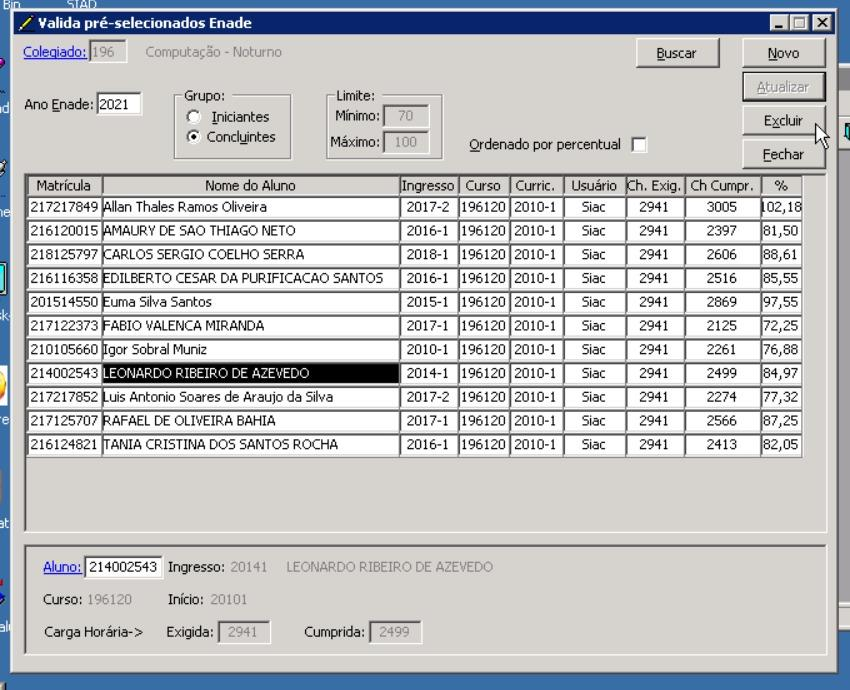 Bin STAD
Valida pré-selecionados Enade
Colegiado: 196 Computação - Noturno
Buscar
Novo
Atualizar
Excluir
Fechar
Ano Enade: 2021
Grupo:
Iniciantes
Concluintes
Limite:
Mínimo: 70
Máximo: 100
Ordenado por percentual
Matrícula Nome do Aluno Ingresso Curso Curric. Usuário Ch. Exig. Ch Cumpr. %
217217849 Allan Thales Ramos Oliveira 2017-2 196120 2010-1 Siac 2941 3005 102,18
216120015 AMAURY DE SAO THIAGO NETO 2016-1 196120 2010-1 Siac 2941 2397 81,50
218125797 CARLOS SERGIO COELHO SERRA 2018-1 196120 2010-1 Siac 2941 2606 88,61
216116358 EDILBERTO CESAR DA PURIFICACAO SANTOS 2016-1 196120 2010-1 Siac 2941 2516 85,55
201514550 Euma Silva Santos 2015-1 196120 2010-1 Siac 2941 2869 97,55
217122373 FABIO VALENCA MIRANDA 2017-1 196120 2010-1 Siac 2941 2125 72,25
210105660 Igor Sobral Muniz 2010-1 196120 2010-1 Siac 2941 2261 76,88
214002543 LEONARDO RIBEIRO DE AZEVEDO 2014-1 196120 2010-1 Siac 2941 2499 84,97
217217852 Luis Antonio Soares de Araujo da Silva 2017-2 196120 2010-1 Siac 2941 2274 77,32
217125707 RAFAEL DE OLIVEIRA BAHIA 2017-1 196120 2010-1 Siac 2941 2566 87,25
216124821 TANIA CRISTINA DOS SANTOS ROCHA 2016-1 196120 2010-1 Siac 2941 2413 82,05
Aluno: 214002543 Ingresso: 20141 LEONARDO RIBEIRO DE AZEVEDO
Curso: 196120 Início: 20101
Carga Horária-> Exigida: 2941 Cumprida: 2499